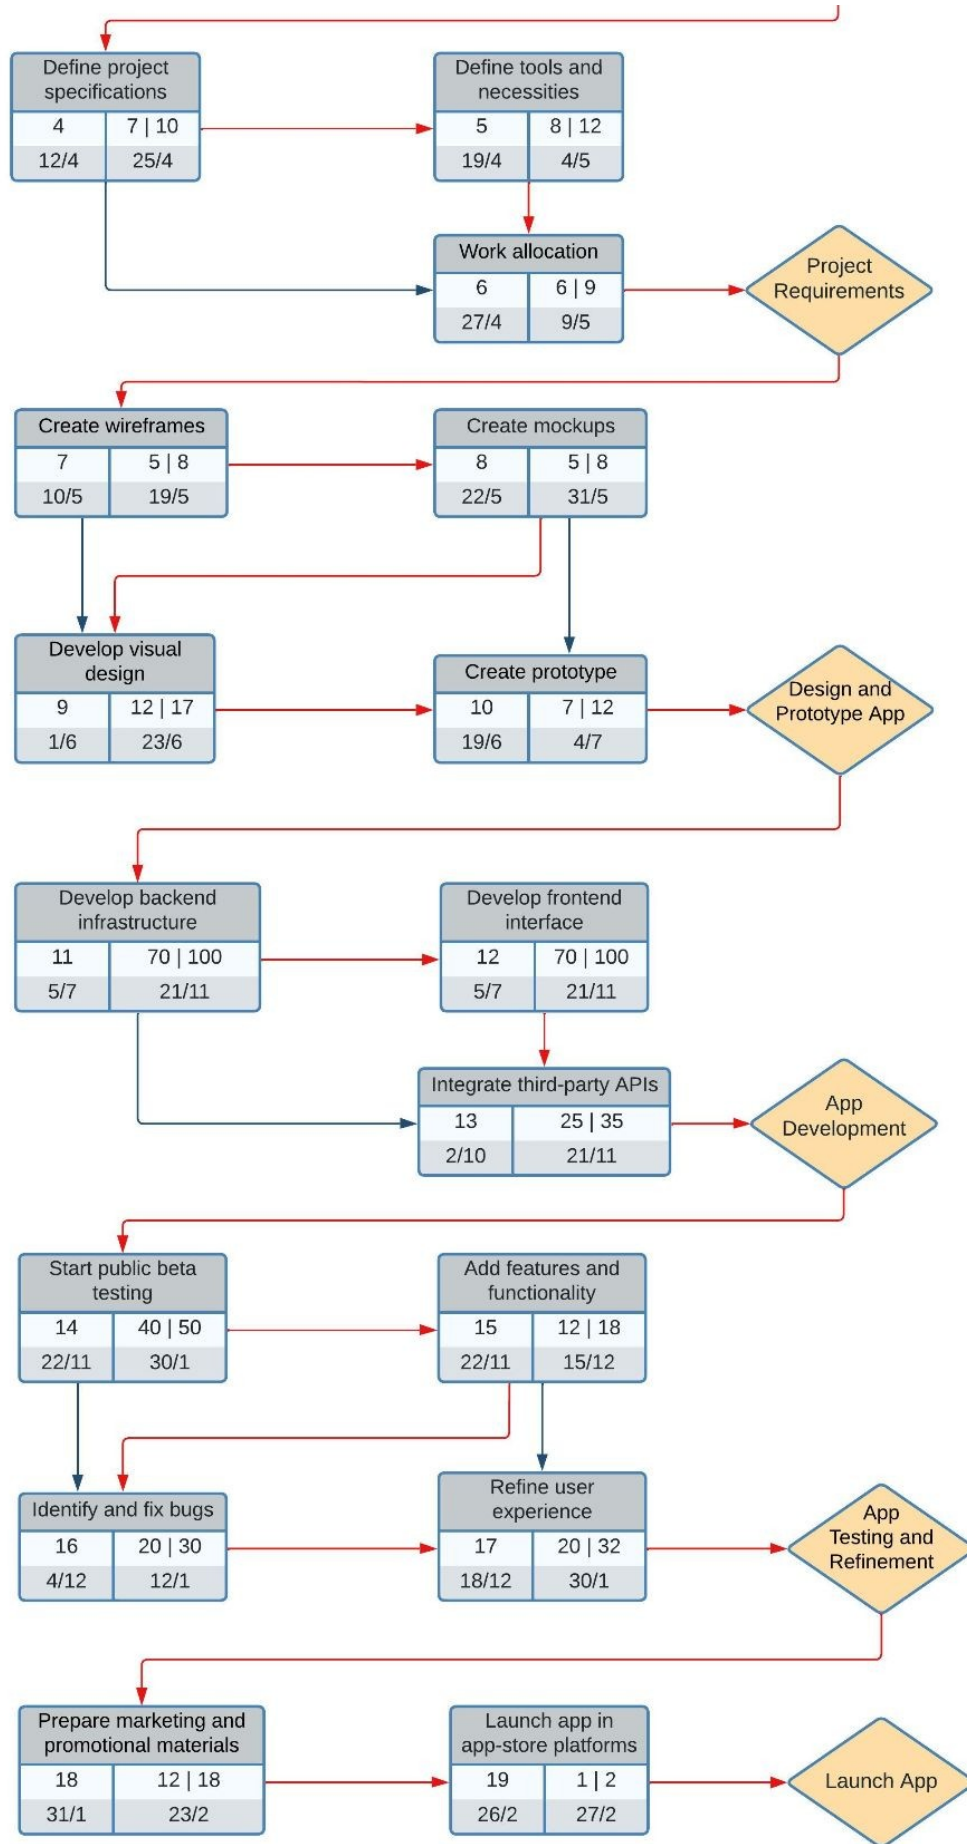 Define project
specifications
4
7 | 10
12/4
25/4
Define tools and
necessities
5
8 | 12
19/4
4/5
Work allocation
6
6 | 9
27/4
9/5
Project
Requirements
Create wireframes
7
5 | 8
10/5
19/5
Create mockups
8
5 | 8
22/5
31/5
Develop visual
design
9
12 | 17
1/6
23/6
Create prototype
10
7 | 12
19/6
4/7
Design and
Prototype App
Develop backend
infrastructure
11
70 | 100
5/7
21/11
Develop frontend
interface
12
70 | 100
5/7
21/11
Integrate third-party APIs
13
25 | 35
2/10
21/11
App
Development
Start public beta
testing
14
40 | 50
22/11
30/1
Add features and
functionality
15
12 | 18
22/11
15/12
Identify and fix bugs
16
20 | 30
4/12
12/1
Refine user
experience
17
20 | 32
18/12
30/1
App
Testing and
Refinement
Prepare marketing and
promotional materials
18
12 | 18
31/1
23/2
Launch app in
app-store platforms
19
1 | 2
26/2
27/2
Launch App